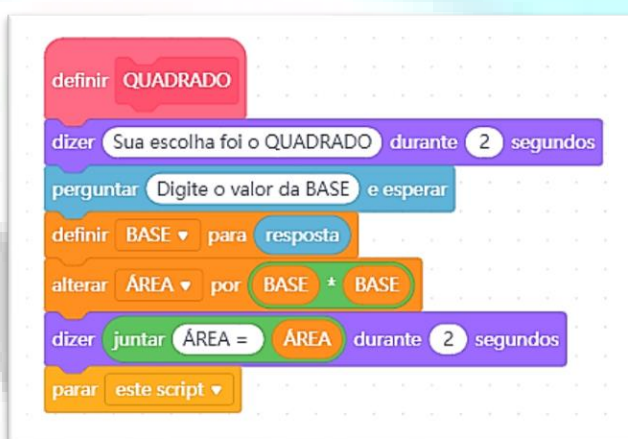 definir QUADRADO
dizer Sua escolha foi o QUADRADO durante 2 segundos
perguntar Digite o valor da BASE e esperar
definir BASE para resposta
alterar ÁREA por BASE * BASE
dizer juntar ÁREA = ÁREA durante 2 segundos
parar este script